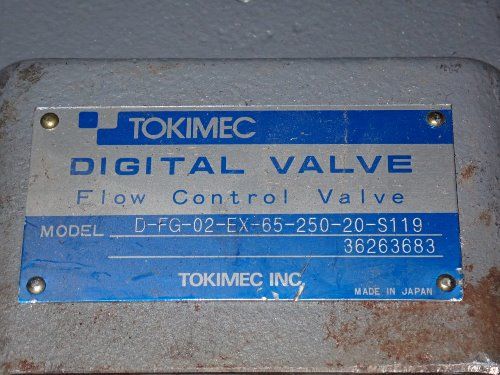 TOKIMEC
DIGITAL VALVE
Flow Control Valve
MODEL D-FG-02-EX-65-250-20-S119
36263683
TOKIMEC INC.
MADE IN JAPAN